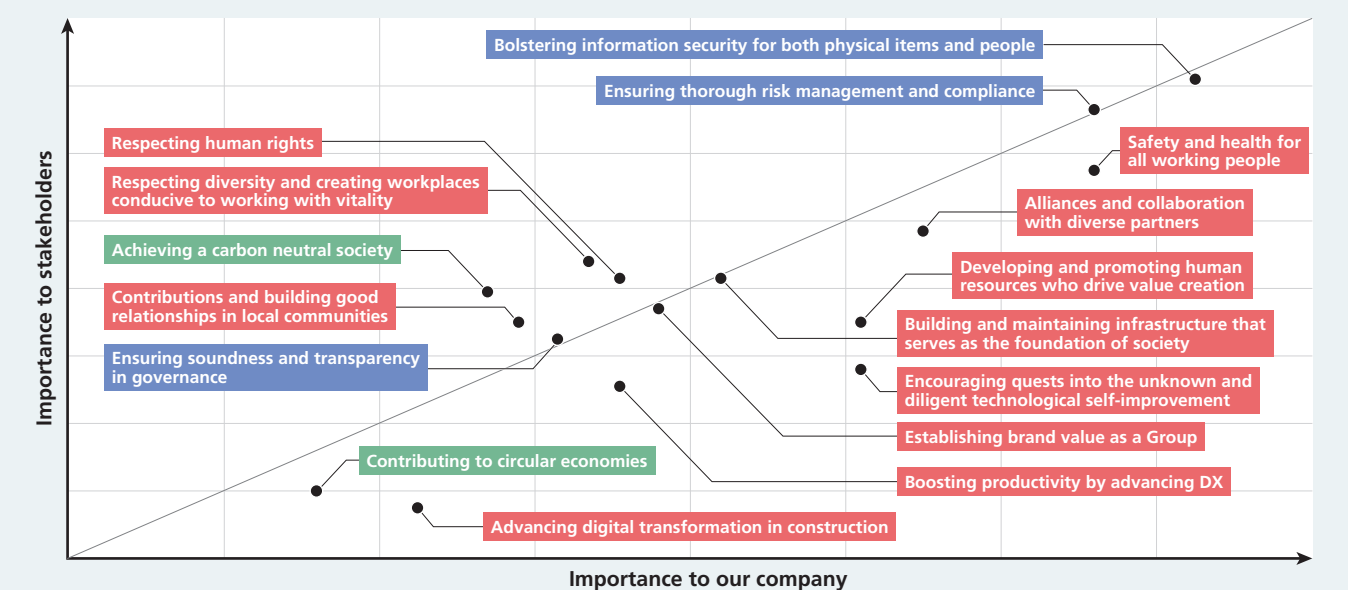 Importance to stakeholders
Bolstering information security for both physical items and people
Ensuring thorough risk management and compliance
Respecting human rights
Respecting diversity and creating workplaces
conducive to working with vitality
Achieving a carbon neutral society
Contributions and building good
relationships in local communities
Ensuring soundness and transparency
in governance
Contributing to circular economies
Advancing digital transformation in construction
Safety and health for
all working people
Alliances and collaboration
with diverse partners
Developing and promoting human
resources who drive value creation
Building and maintaining infrastructure that
serves as the foundation of society
Encouraging quests into the unknown and
diligent technological self-improvement
Establishing brand value as a Group
Boosting productivity by advancing DX
Importance to our company